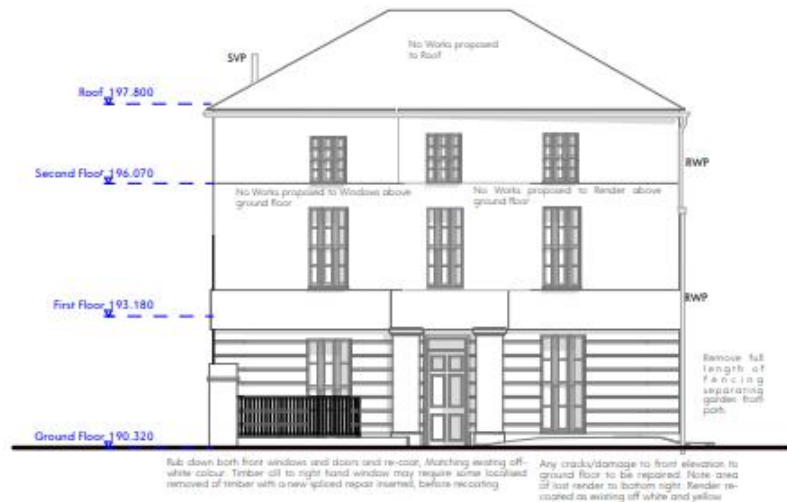 No Works proposed
to Roof
SVP
Roof 197.800
RWP
Second Floor 196.070
No Works proposed to Windows above
ground floor
No Works proposed to Render above
ground floor
First Floor 193.180
RWP
Remove full
length of
fencing
separating
garden from
path
Ground Floor 190.320
Rub down both front windows and doors and re-coat, Matching existing off-
white colour. Timber cill to right hand window may require some localised
removed of timber with a new spliced repair inserted, before recoating
Any cracks/damage to front elevation to
ground floor to be repaired. Note area
of lost render to bottom right. Render re-
coated as existing off white and yellow